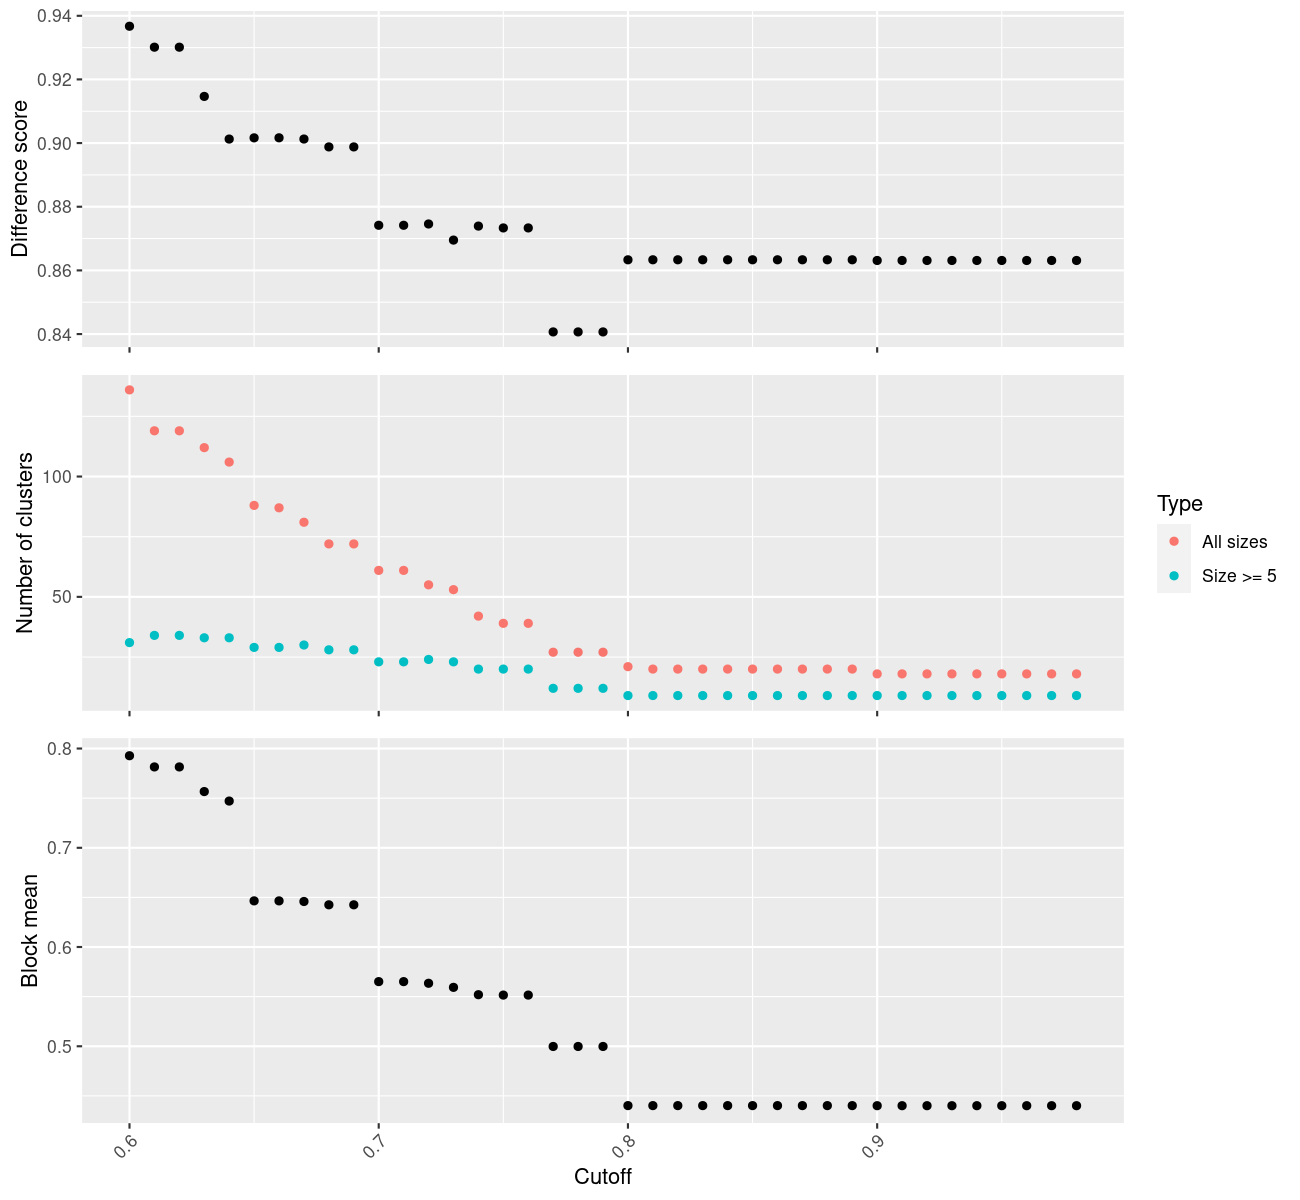 Difference score
0.94
0.92
0.90
0.88
0.86
0.84
Number of clusters
100
50
Type
All sizes
Size >= 5
Block mean
0.8
0.7
0.6
0.5
0.6
0.7
0.8
0.9
Cutoff